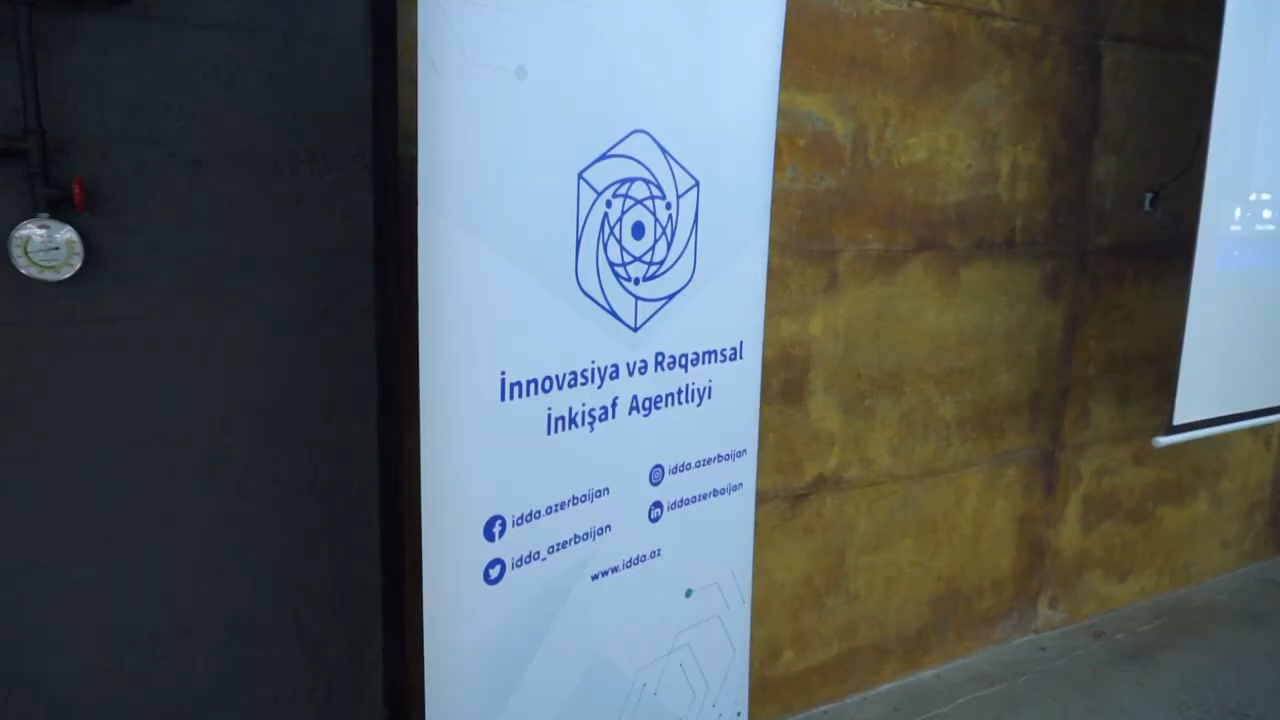 İnnovasiya və Rəqəmsal
İnkişaf Agentliyi
idda.azerbaijan
idda_azerbaijan
idda.azerbaijan
iddaazerbaijan
www.idda.az